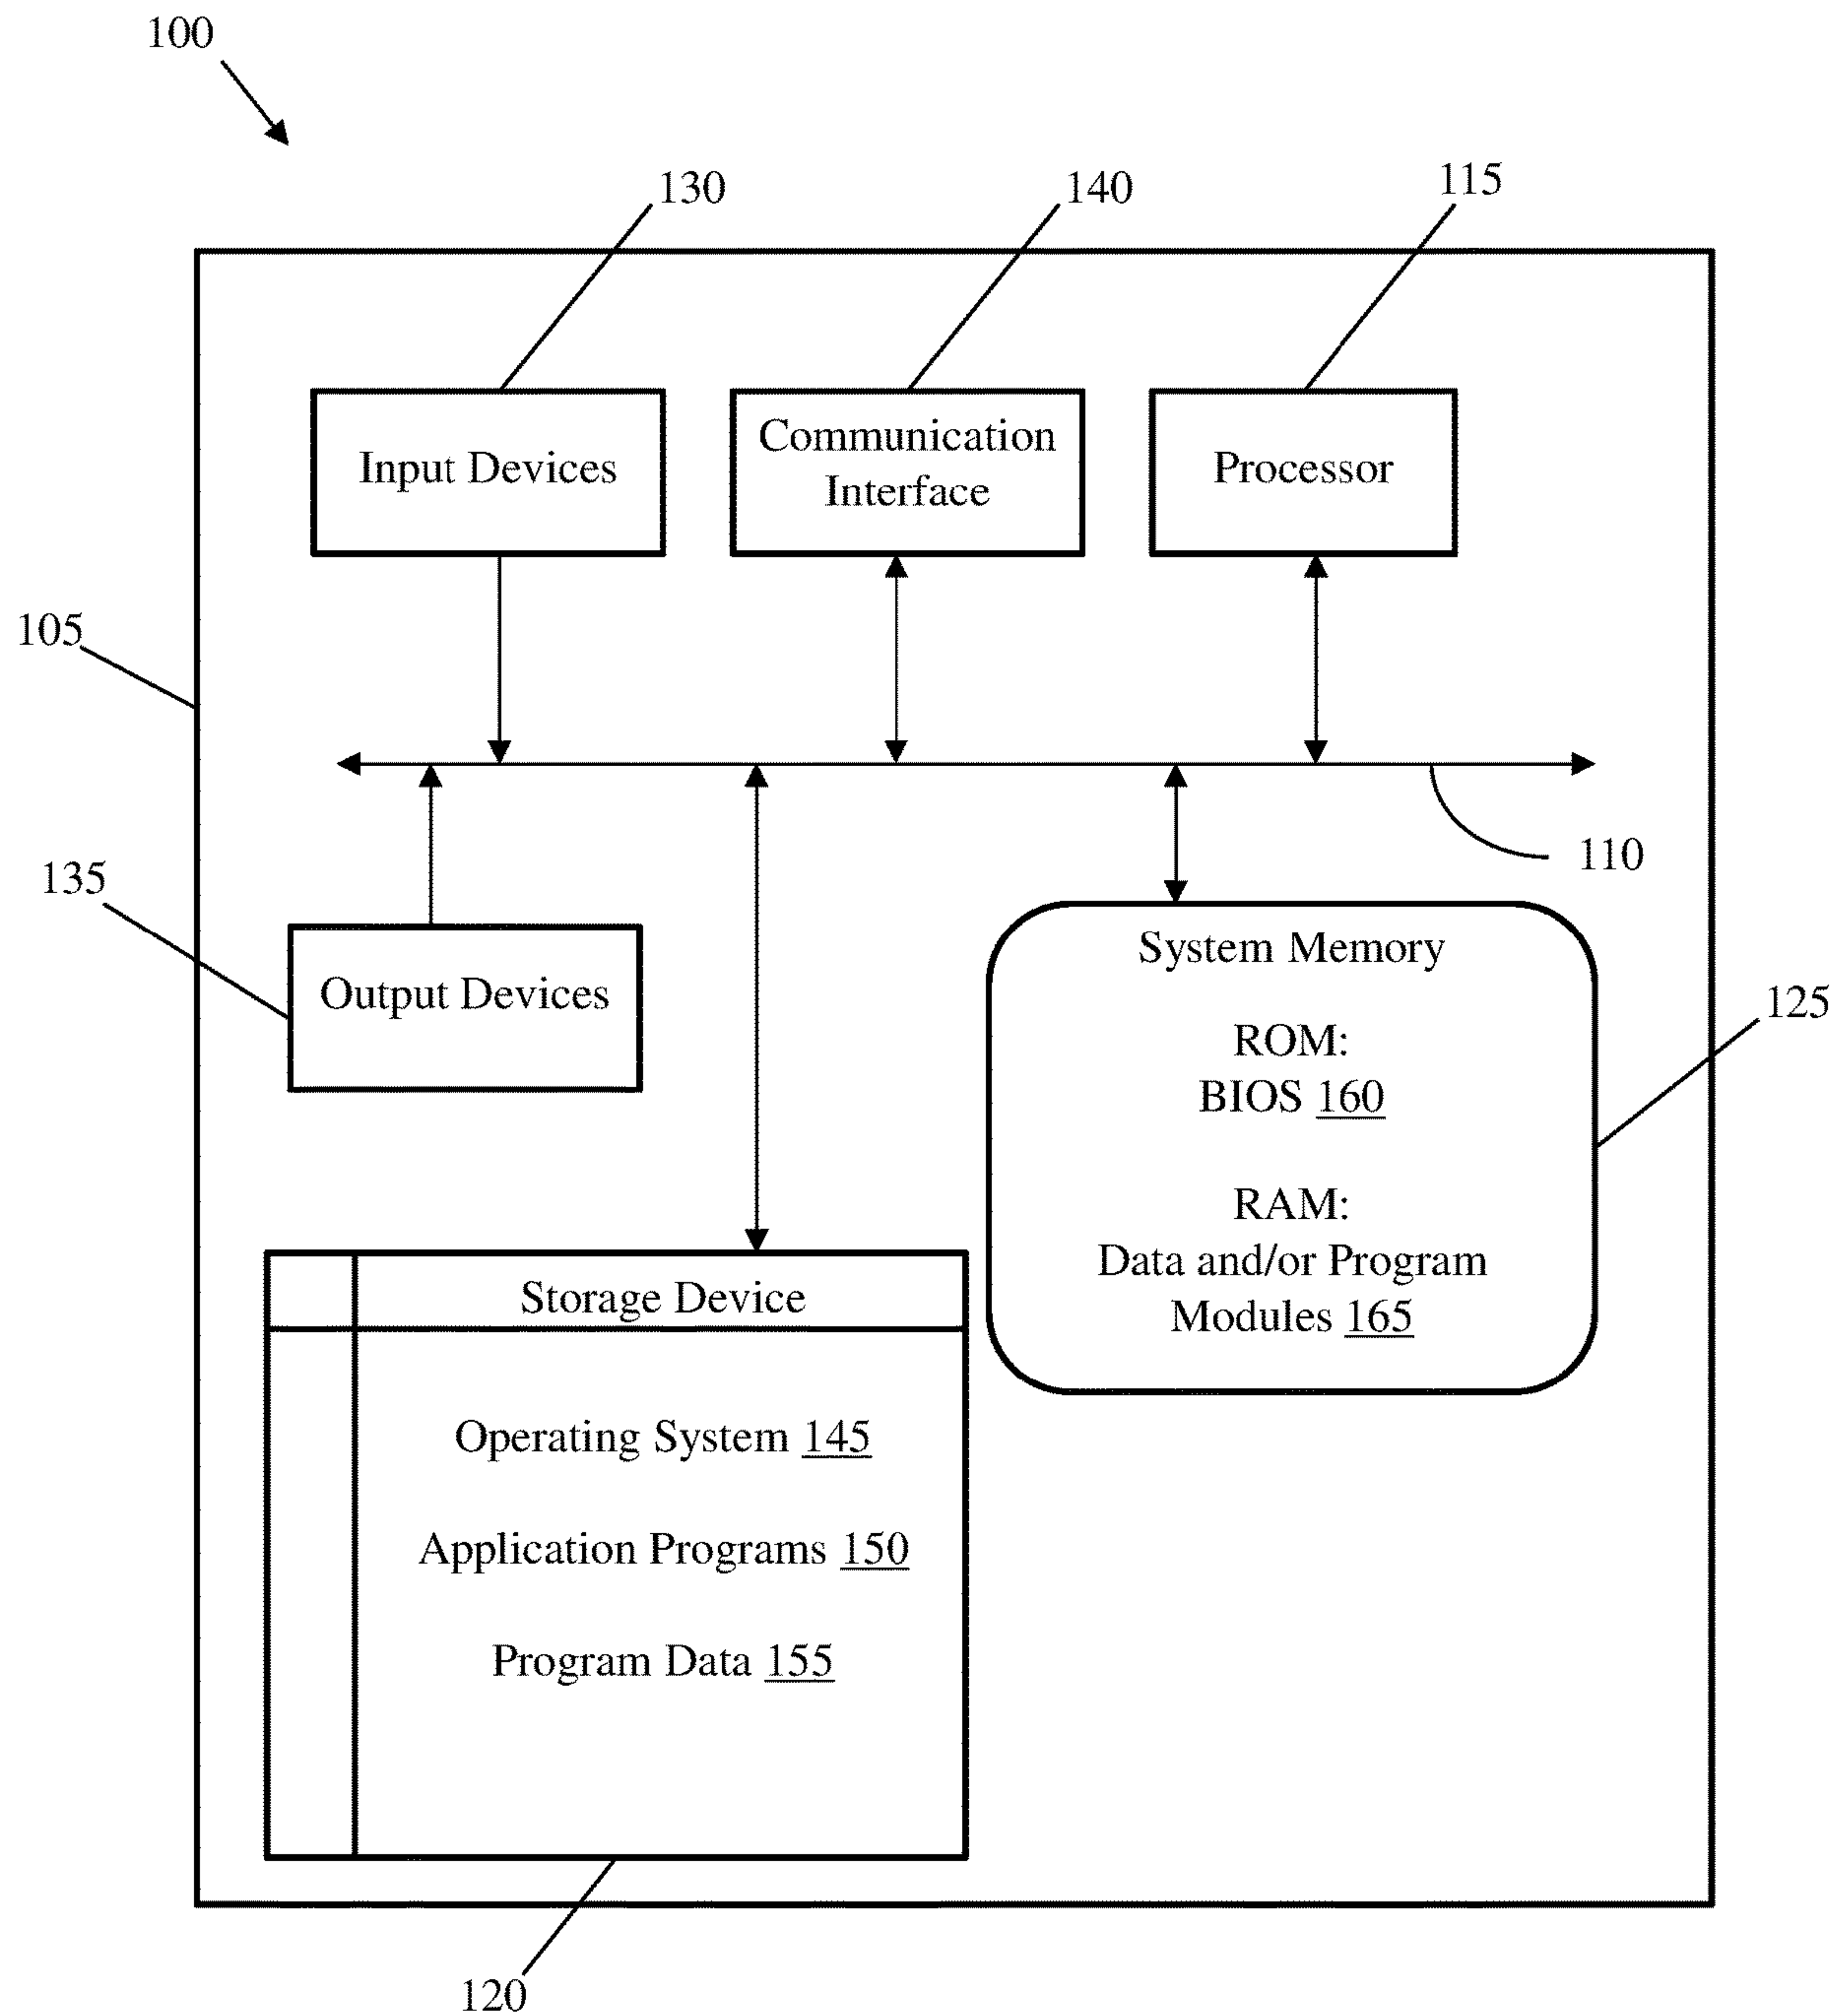 100
130
140
115
Input Devices
Communication
Interface
Processor
105
110
135
Output Devices
System Memory
ROM:
BIOS 160
RAM:
Data and/or Program
Modules 165
125
Storage Device
Operating System 145
Application Programs 150
Program Data 155
120